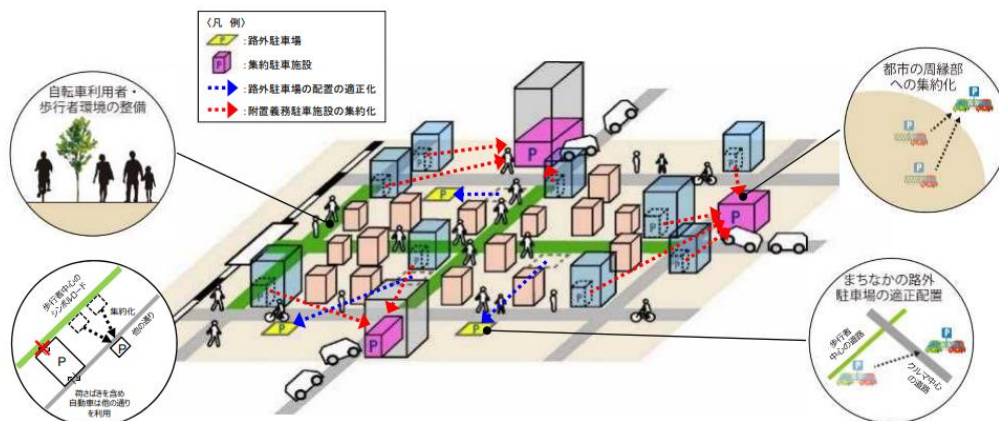 〈凡 例〉
P :路外駐車場
P :集約駐車施設
:路外駐車場の配置の適正化
:附置義務駐車施設の集約化
自転車利用者・
歩行者環境の整備
都市の周縁部
への集約化
P
P
P
P
P
P
P
P
P
歩行者中心の
シンボルロード
集約化
他の通り
P
P
荷さばきを含め
自動車は他の通り
を利用
まちなかの路外
駐車場の適正配置
歩行者
中心の道路
P
P
クルマ中心
の道路